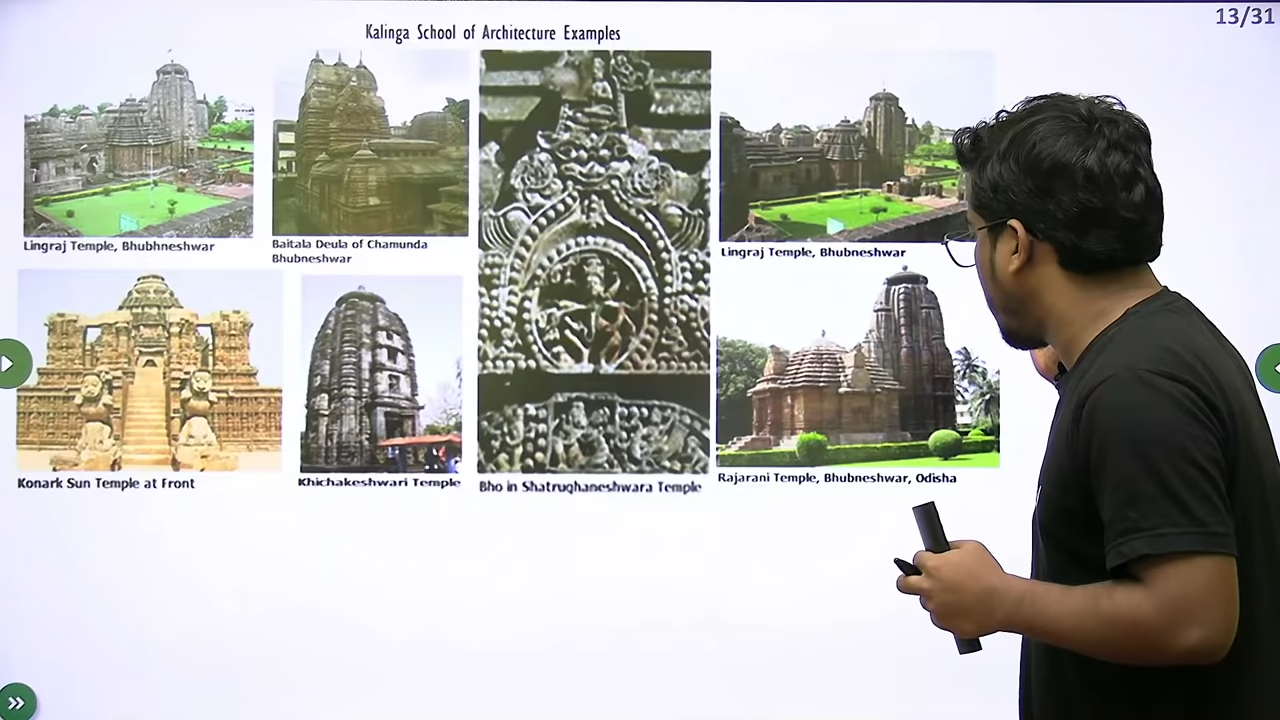 13/31
Kalinga School of Architecture Examples
Lingraj Temple, Bhubhneshwar
Baitala Deula of Chamunda
Bhubneshwar
Lingraj Temple, Bhubneshwar
Konark Sun Temple at Front
Khichakeshwari Temple
Bho in Shatrughaneshwara Temple
Rajarani Temple, Bhubneshwar, Odisha